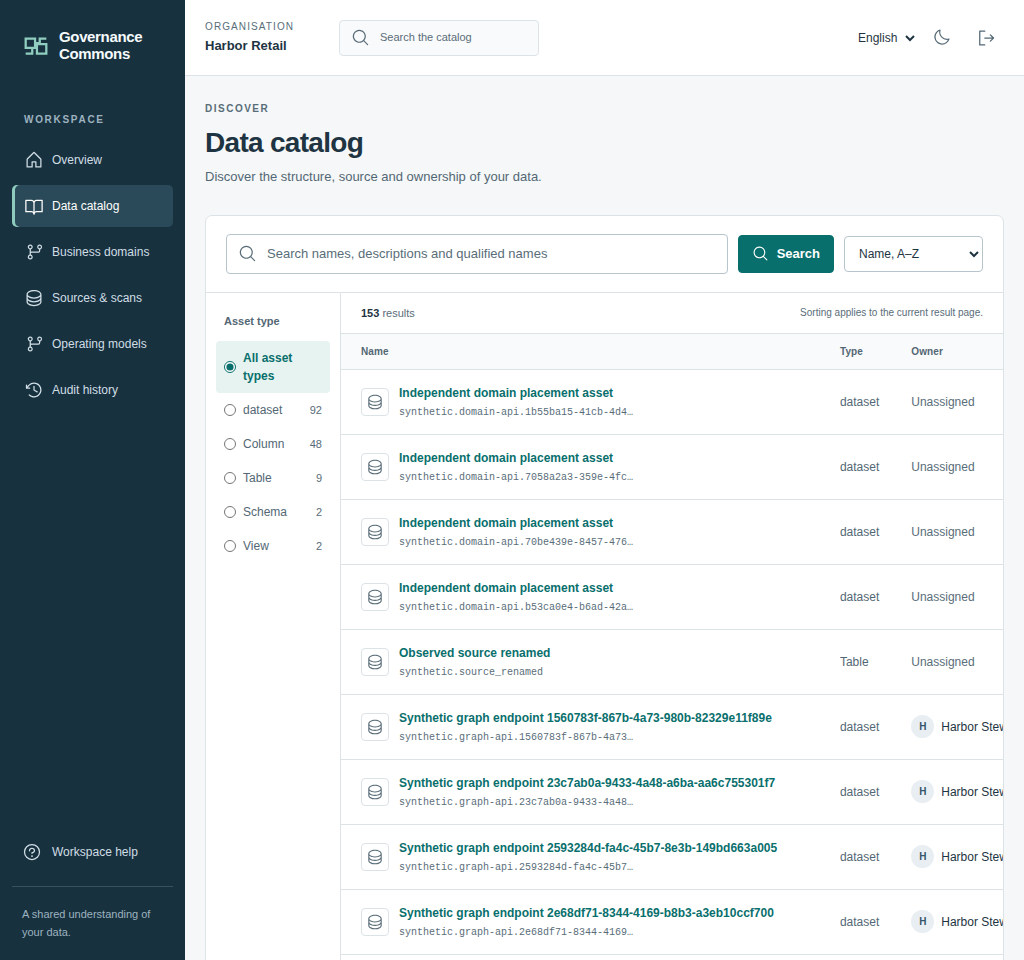 Governance
Commons
WORKSPACE
Overview
Data catalog
Business domains
Sources & scans
Operating models
Audit history
Workspace help
A shared understanding of
your data.
ORGANISATION
Harbor Retail
Search the catalog
English
DISCOVER
Data catalog
Discover the structure, source and ownership of your data.
Search names, descriptions and qualified names
Search
Name, A–Z
Asset type
All asset
types
dataset 92
Column 48
Table 9
Schema 2
View 2
153 results
Sorting applies to the current result page.
Name Type Owner
Independent domain placement asset
synthetic.domain-api.1b55ba15-41cb-4d4…
dataset Unassigned
Independent domain placement asset
synthetic.domain-api.7058a2a3-359e-4fc…
dataset Unassigned
Independent domain placement asset
synthetic.domain-api.70be439e-8457-476…
dataset Unassigned
Independent domain placement asset
synthetic.domain-api.b53ca0e4-b6ad-42a…
dataset Unassigned
Observed source renamed
synthetic.source_renamed
Table Unassigned
Synthetic graph endpoint 1560783f-867b-4a73-980b-82329e11f89e
synthetic.graph-api.1560783f-867b-4a73…
dataset H Harbor Stew
Synthetic graph endpoint 23c7ab0a-9433-4a48-a6ba-aa6c755301f7
synthetic.graph-api.23c7ab0a-9433-4a48…
dataset H Harbor Stew
Synthetic graph endpoint 2593284d-fa4c-45b7-8e3b-149bd663a005
synthetic.graph-api.2593284d-fa4c-45b7…
dataset H Harbor Stew
Synthetic graph endpoint 2e68df71-8344-4169-b8b3-a3eb10ccf700
synthetic.graph-api.2e68df71-8344-4169…
dataset H Harbor Stew